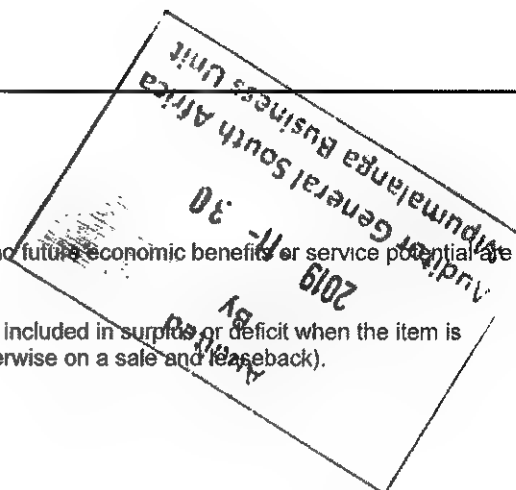 o future economic benefits or service potential are
included in surplus or deficit when the item is
erwise on a sale and leaseback).
Audited
By
2019 -11- 30
Auditor General South Africa
Mpumalanga Business Unit